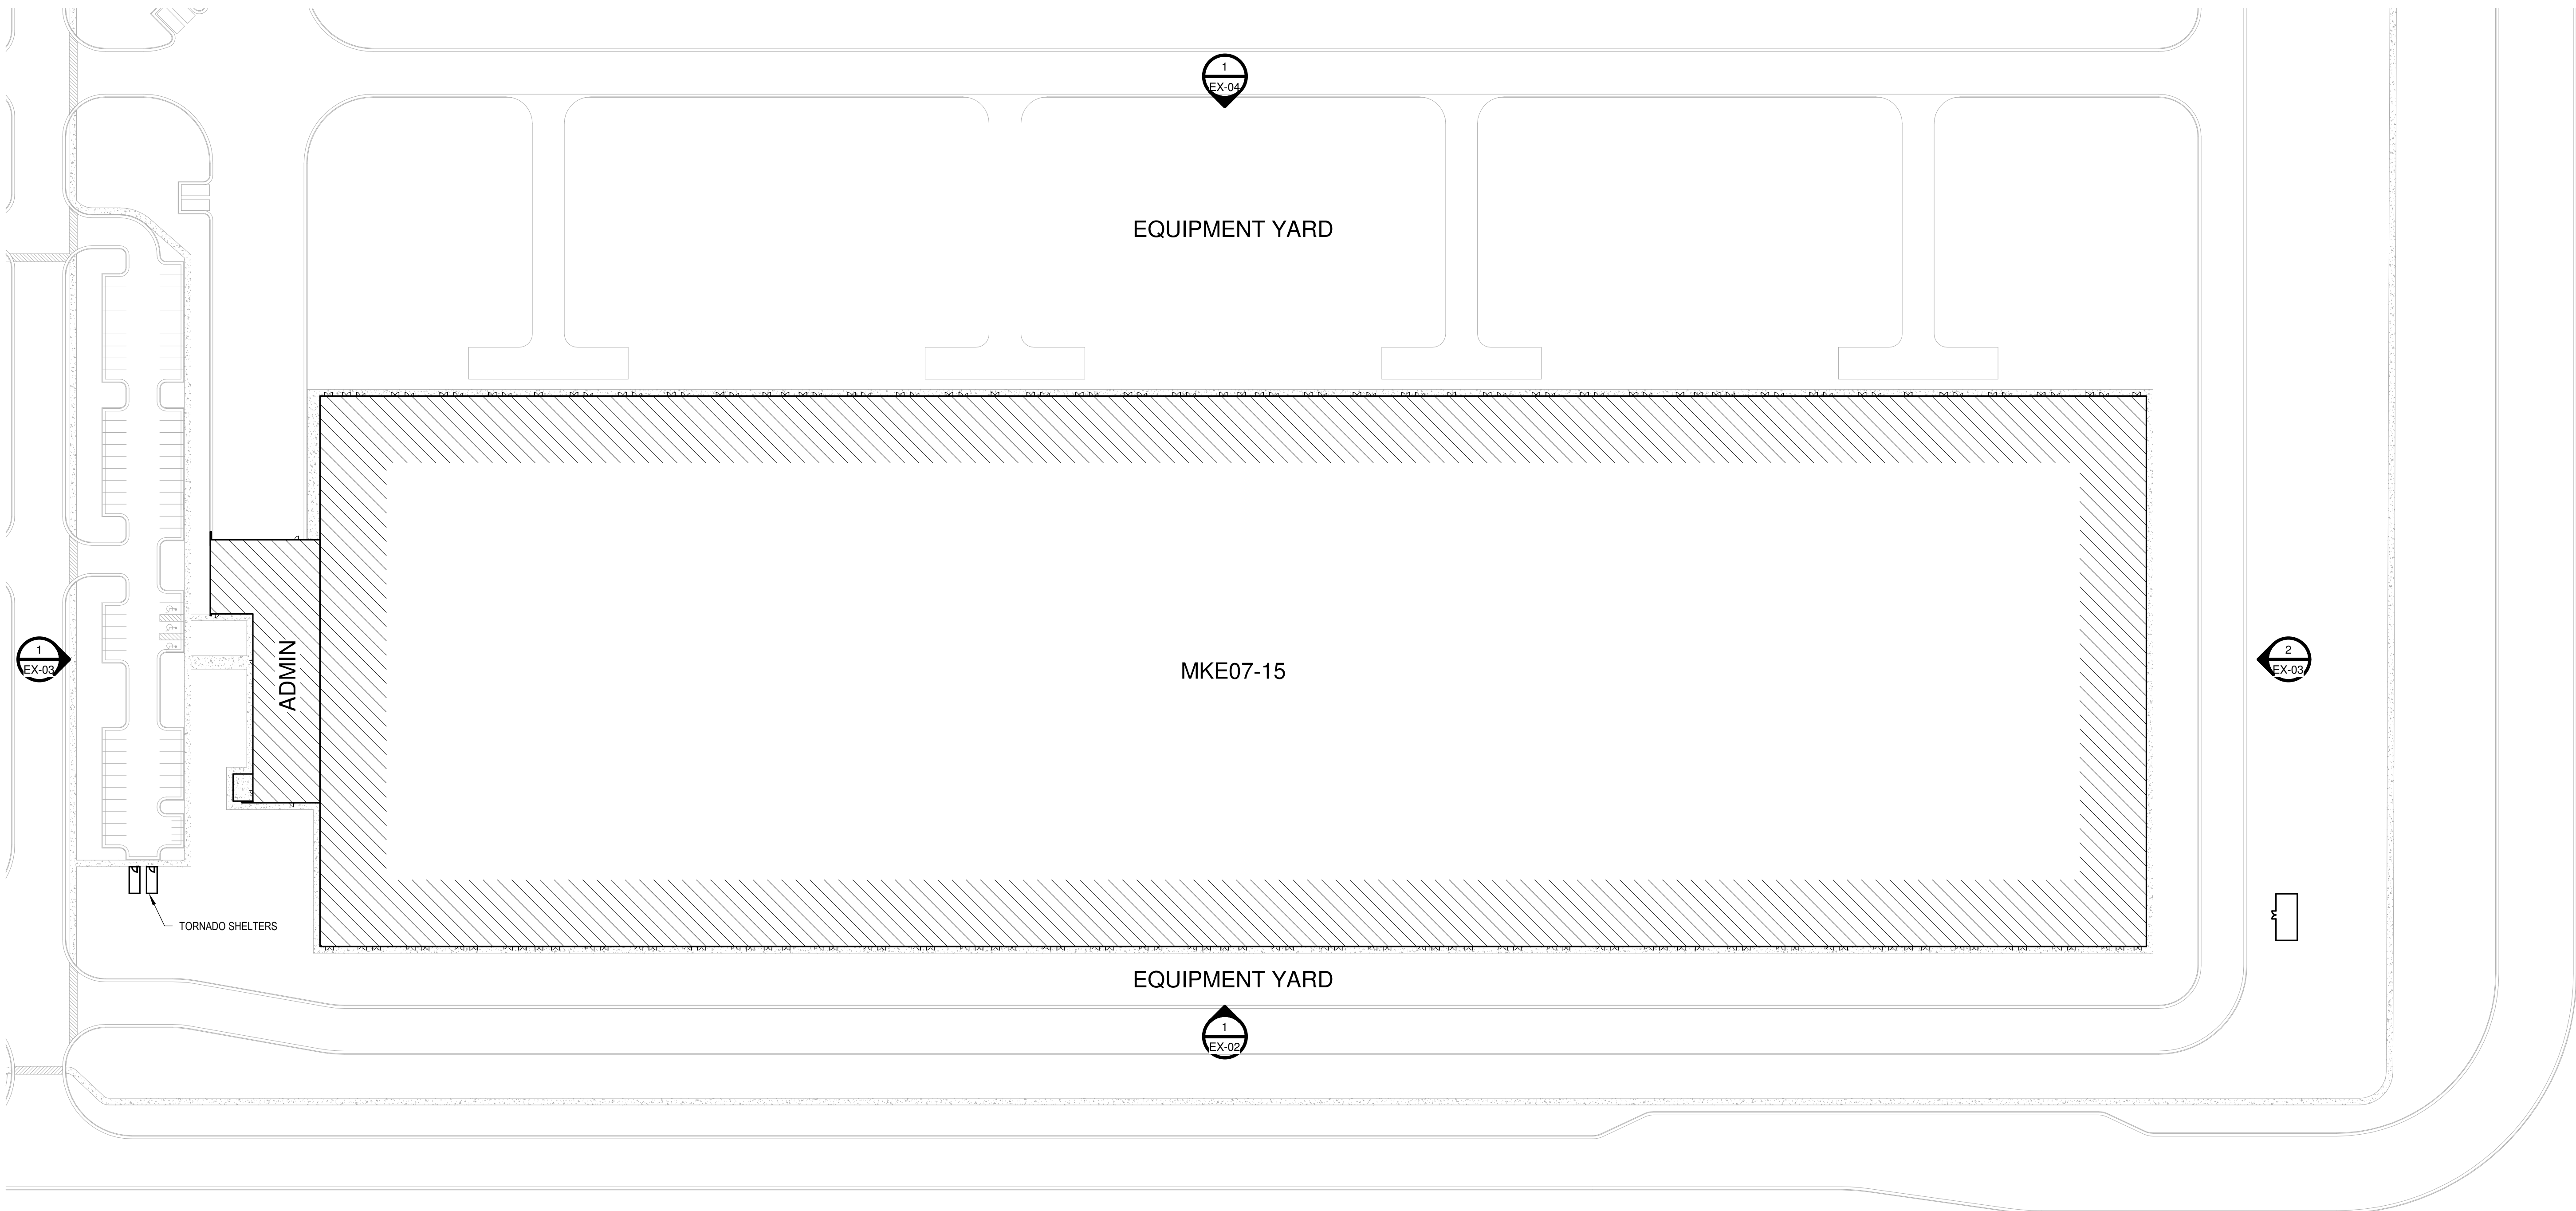 1
EX-04
EQUIPMENT YARD
ADMIN
MKE07-15
1
EX-03
2
EX-03
TORNADO SHELTERS
EQUIPMENT YARD
1
EX-02